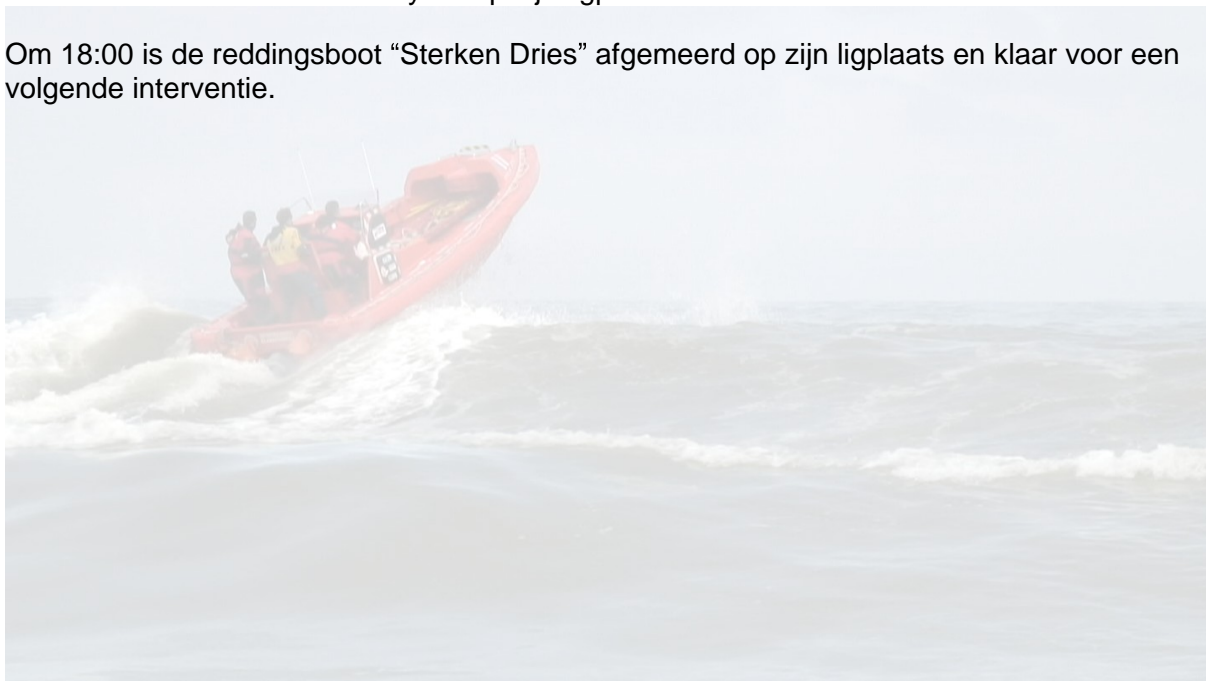 Om 18:00 is de reddingsboot “Sterken Dries” afgemeerd op zijn ligplaats en klaar voor een
volgende interventie.